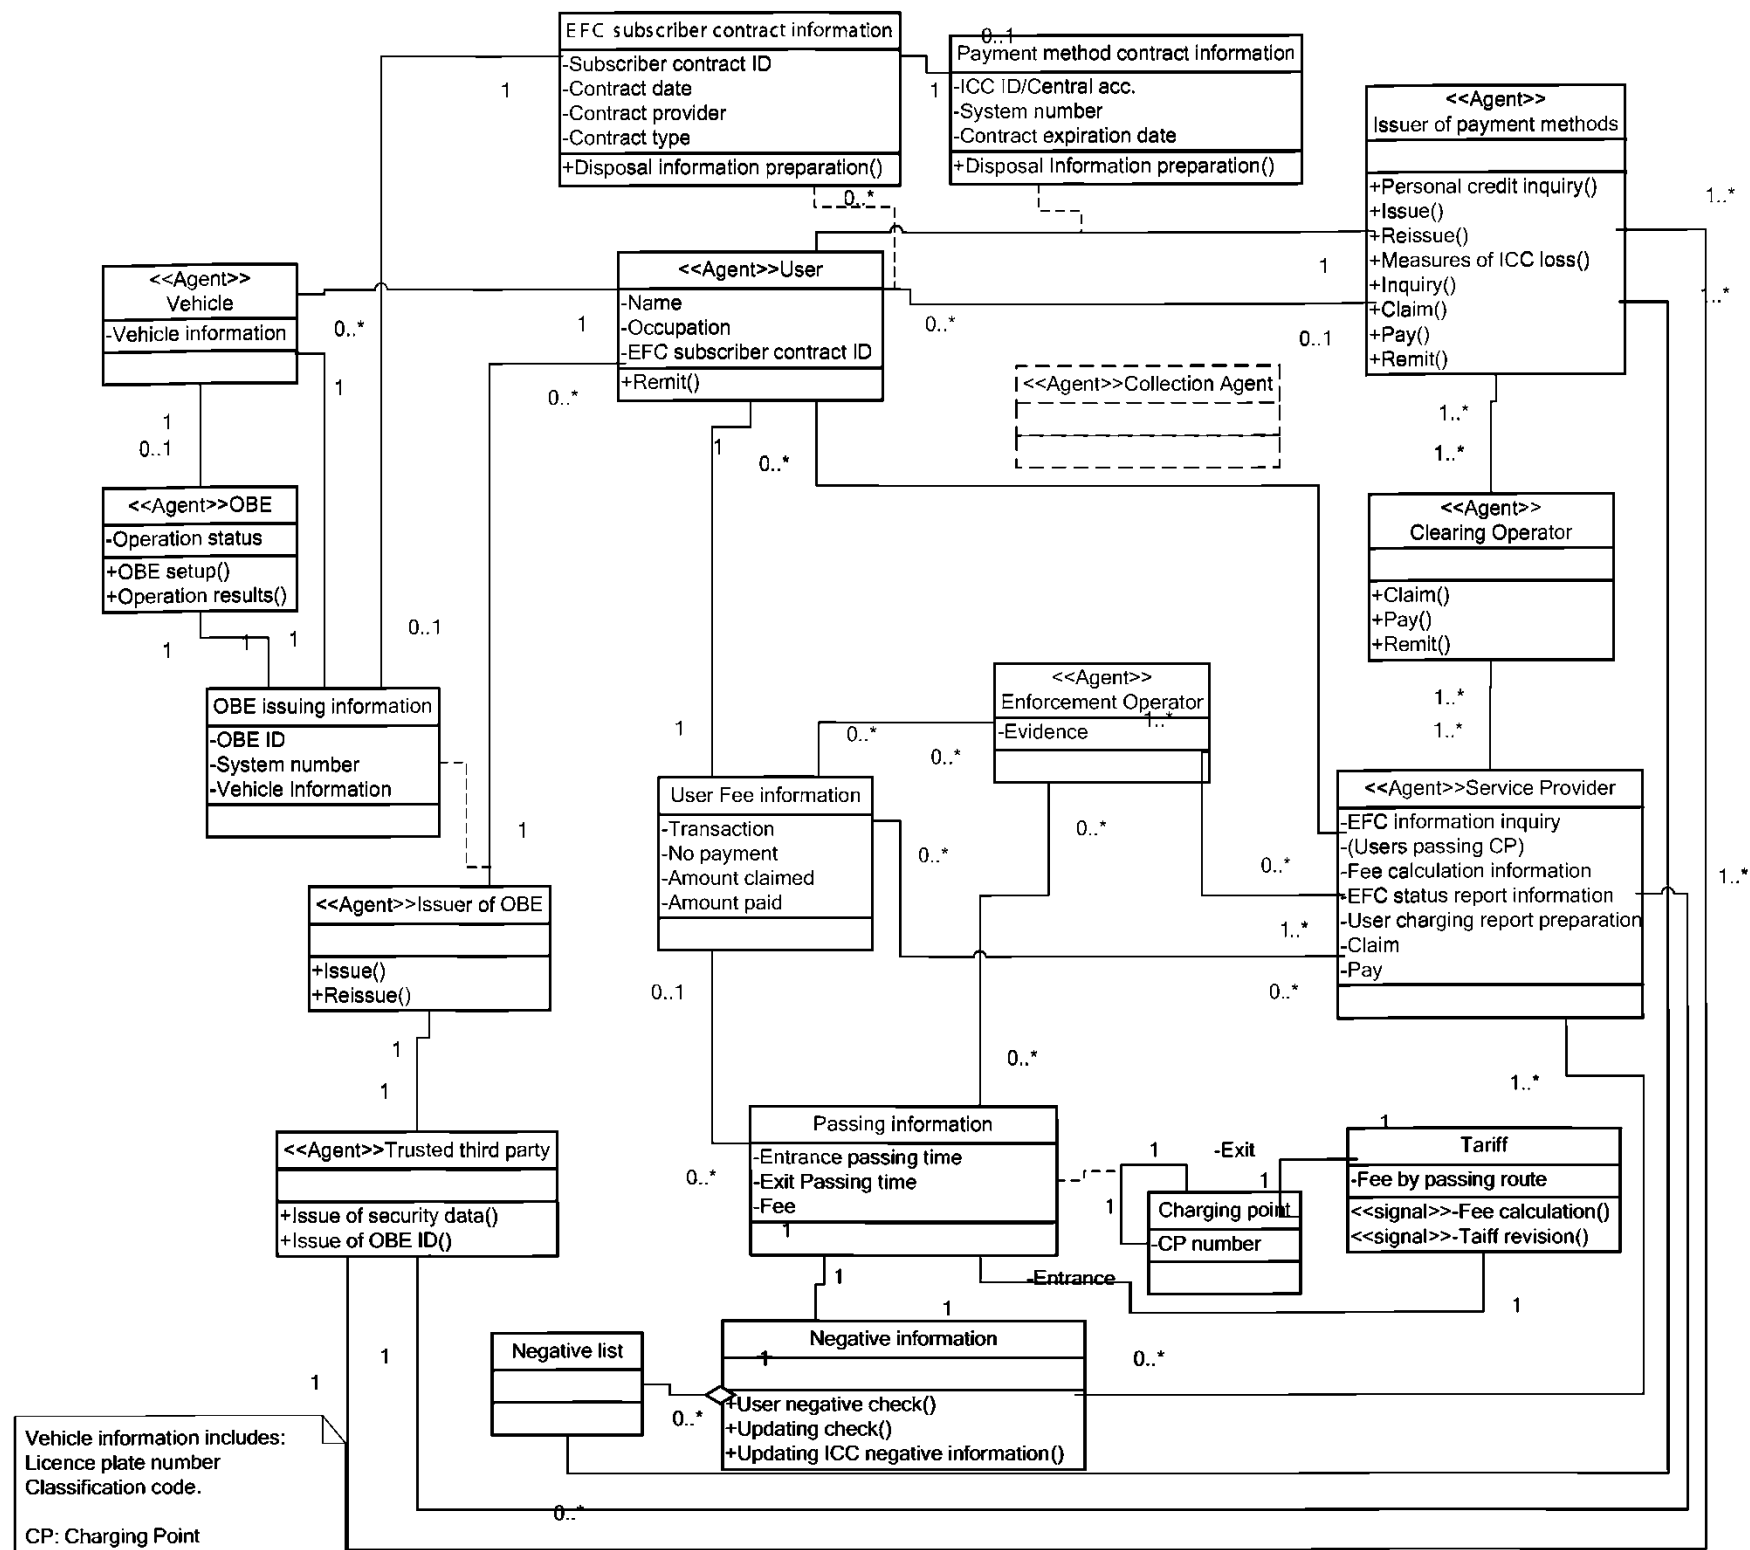 EFC subscriber contract information
-Subscriber contract ID
-Contract date
-Contract provider
-Contract type
+Disposal information preparation()
0..1
Payment method contract information
-ICC ID/Central acc.
-System number
-Contract expiration date
+Disposal Information preparation()
<<Agent>>
Issuer of payment methods
+Personal credit inquiry()
+Issue()
+Reissue()
+Measures of ICC loss()
+Inquiry()
+Claim()
+Pay()
+Remit()
1
1
0..*
1..*
1..*
1
0..1
<<Agent>>
Vehicle
-Vehicle information
0..*
1
<<Agent>>User
-Name
-Occupation
-EFC subscriber contract ID
+Remit()
0..*
1
0..*
1
0..*
<<Agent>>Collection Agent
1..*
1..*
1
0..1
<<Agent>>OBE
-Operation status
+OBE setup()
+Operation results()
<<Agent>>
Clearing Operator
+Claim()
+Pay()
+Remit()
1
1
1
0..1
OBE issuing information
-OBE ID
-System number
-Vehicle Information
<<Agent>>
Enforcement Operator
-Evidence
1..*
1
0..*
0..*
1..*
1..*
User Fee information
-Transaction
-No payment
-Amount claimed
-Amount paid
<<Agent>>Service Provider
-EFC information inquiry
-(Users passing CP)
-Fee calculation information
-EFC status report information
-User charging report preparation
-Claim
-Pay
1
0..*
0..*
0..*
1..*
1..*
0..*
<<Agent>>Issuer of OBE
+Issue()
+Reissue()
0..1
1
1
0..*
1..*
<<Agent>>Trusted third party
+Issue of security data()
+Issue of OBE ID()
Passing information
-Entrance passing time
-Exit Passing time
-Fee
0..*
1
1
-Exit
1
1
1
Charging point
-CP number
Tariff
-Fee by passing route
<<signal>>-Fee calculation()
<<signal>>-Taiff revision()
1
-Entrance
1
1
1
1
Negative list
Negative information
1
+User negative check()
+Updating check()
+Updating ICC negative information()
0..*
0..*
1
Vehicle information includes:
Licence plate number
Classification code.
CP: Charging Point
0..*